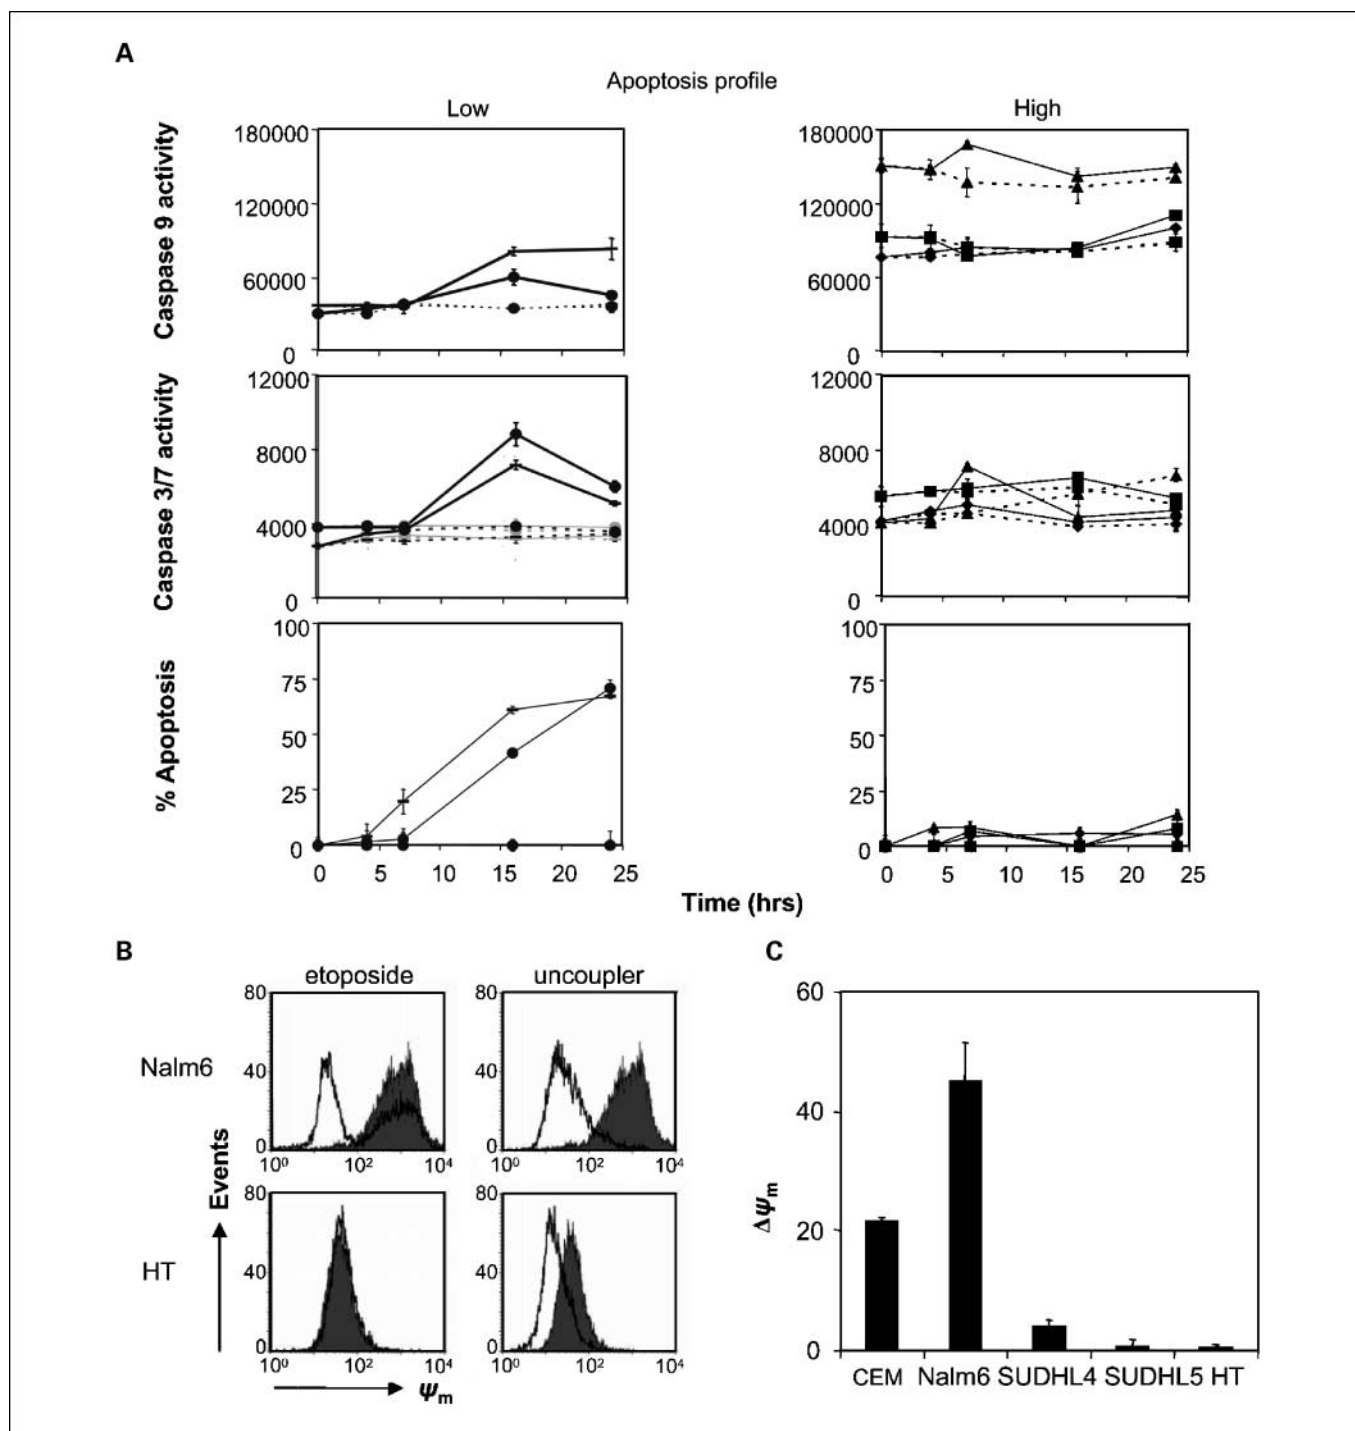 A
Apoptosis profile
Low
High
Caspase 9 activity
180000
120000
60000
0
180000
120000
60000
0
Caspase 3/7 activity
12000
8000
4000
0
12000
8000
4000
0
% Apoptosis
100
75
50
25
0
100
75
50
25
0
0 5 10 15 20 25
0 5 10 15 20 25
Time (hrs)
B
etoposide
uncoupler
Nalm6
80
40
0
10⁰ 10² 10⁴
80
40
0
10⁰ 10² 10⁴
HT
80
40
0
10⁰ 10² 10⁴
80
40
0
10⁰ 10² 10⁴
Events
Ψm
C
ΔΨm
60
40
20
0
CEM Nalm6 SUDHL4 SUDHL5 HT